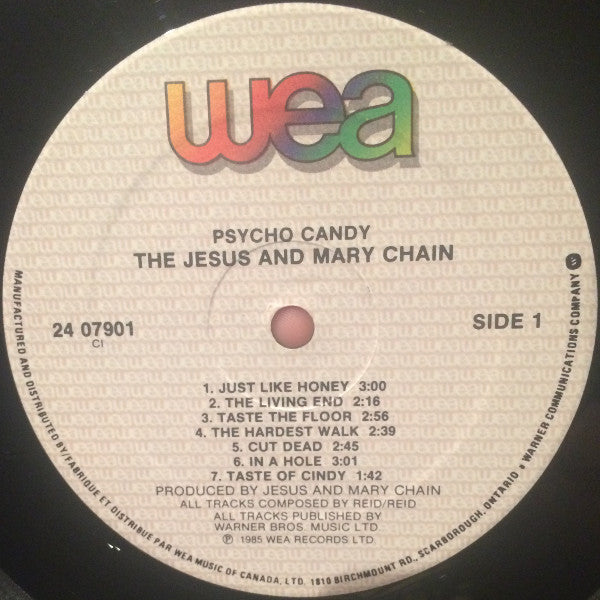 wea
PSYCHO CANDY
THE JESUS AND MARY CHAIN
24 07901
CI
SIDE 1
1. JUST LIKE HONEY 3:00
2. THE LIVING END 2:16
3. TASTE THE FLOOR 2:56
4. THE HARDEST WALK 2:39
5. CUT DEAD 2:45
6. IN A HOLE 3:01
7. TASTE OF CINDY 1:42
PRODUCED BY JESUS AND MARY CHAIN
ALL TRACKS COMPOSED BY REID/REID
ALL TRACKS PUBLISHED BY
WARNER BROS. MUSIC LTD.
℗ 1985 WEA RECORDS LTD.
MANUFACTURED AND DISTRIBUTED BY/FABRIQUE ET DISTRIBUE PAR WEA MUSIC OF CANADA, LTD. 1810 BIRCHMOUNT RD., SCARBOROUGH, ONTARIO • A WARNER COMMUNICATIONS COMPANY